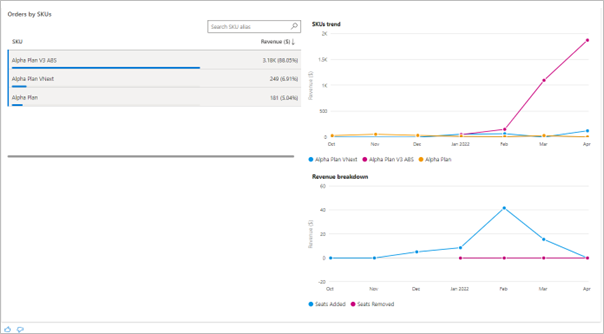 Orders by SKUs
Search SKU alias
SKU Revenue ($) ↓
Alpha Plan V3 ABS 3.18K (88.05%)
Alpha Plan VNext 249 (6.91%)
Alpha Plan 181 (5.04%)
SKUs trend
Revenue ($)
2K
1.5K
1K
500
0
Oct Nov Dec Jan 2022 Feb Mar Apr
Alpha Plan VNext Alpha Plan V3 ABS Alpha Plan
Revenue breakdown
Revenue ($)
60
40
20
0
-20
Oct Nov Dec Jan 2022 Feb Mar Apr
Seats Added Seats Removed